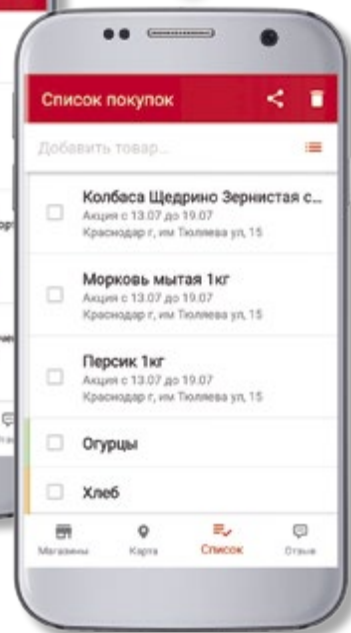 Список покупок
Добавить товар...
Колбаса Щедрино Зернистая с...
Акция с 13.07 до 19.07
Краснодар г, им Тюляева ул, 15
Морковь мытая 1кг
Акция с 13.07 до 19.07
Краснодар г, им Тюляева ул, 15
Персик 1кг
Акция с 13.07 до 19.07
Краснодар г, им Тюляева ул, 15
Огурцы
Хлеб
Магазины Карта Список Отзыв